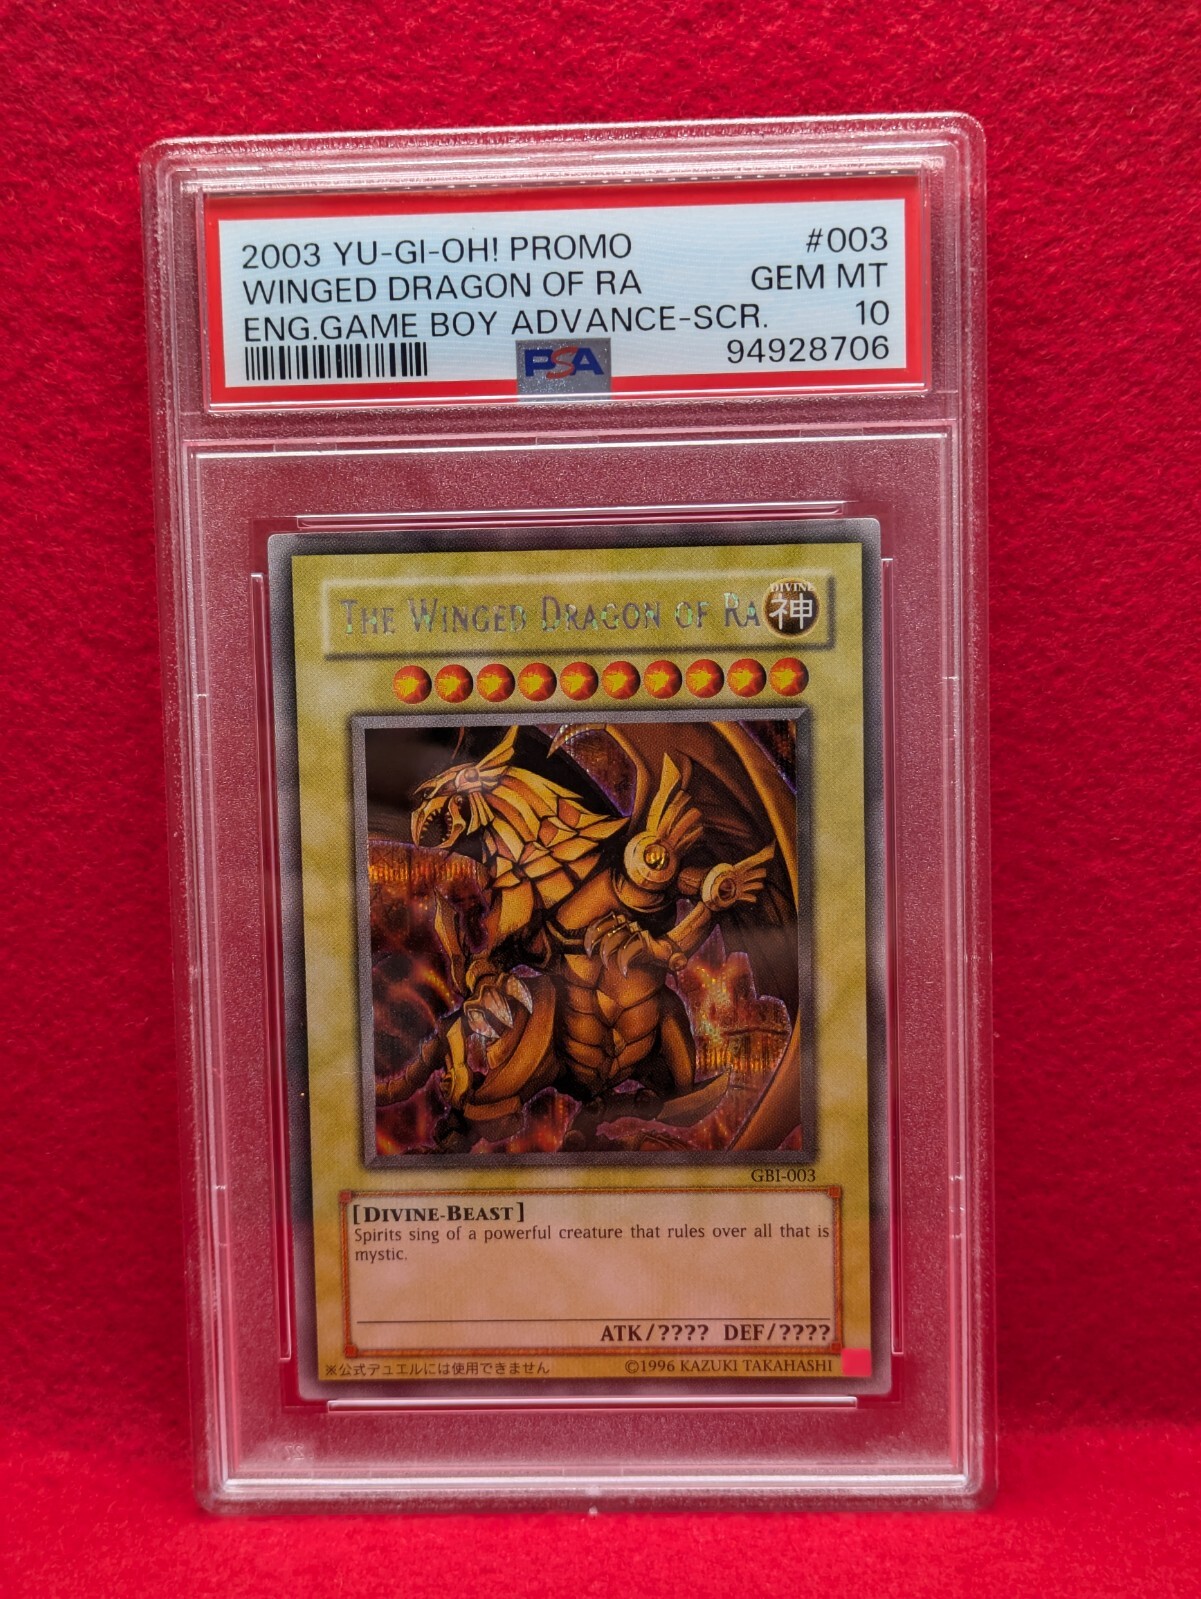 2003 YU-GI-OH! PROMO #003
WINGED DRAGON OF RA GEM MT
ENG.GAME BOY ADVANCE-SCR. 10
PSA 94928706
THE WINGED DRAGON OF RA
DIVINE
神
GBI-003
[DIVINE-BEAST]
Spirits sing of a powerful creature that rules over all that is
mystic.
ATK/???? DEF/????
※公式デュエルには使用できません ©1996 KAZUKI TAKAHASHI